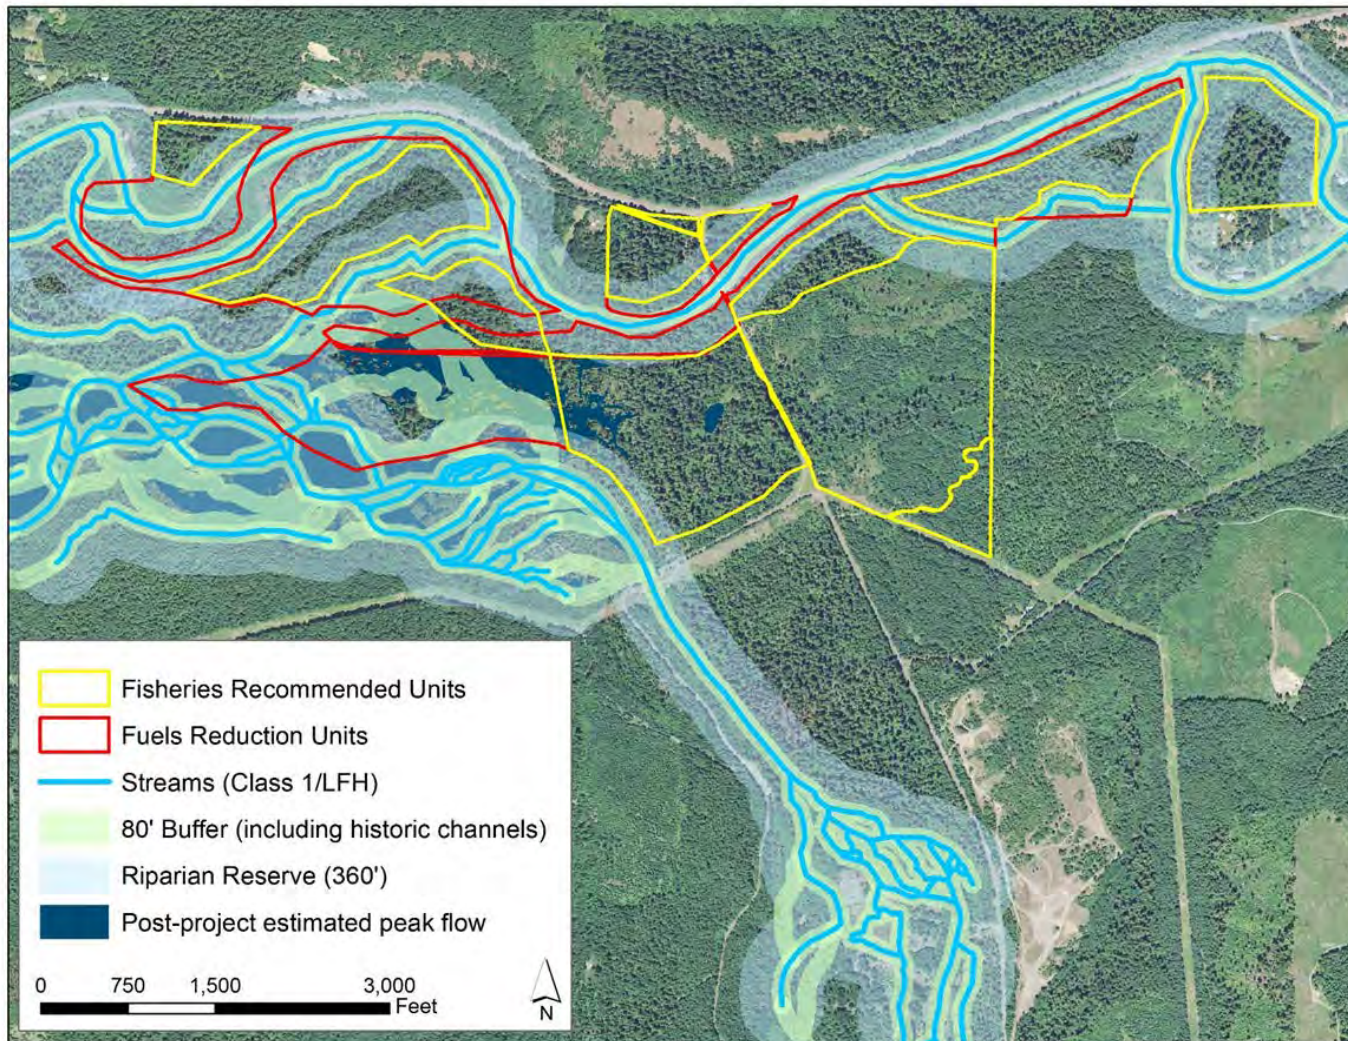 Fisheries Recommended Units
Fuels Reduction Units
Streams (Class 1/LFH)
80' Buffer (including historic channels)
Riparian Reserve (360')
Post-project estimated peak flow
0 750 1,500 3,000
Feet
N